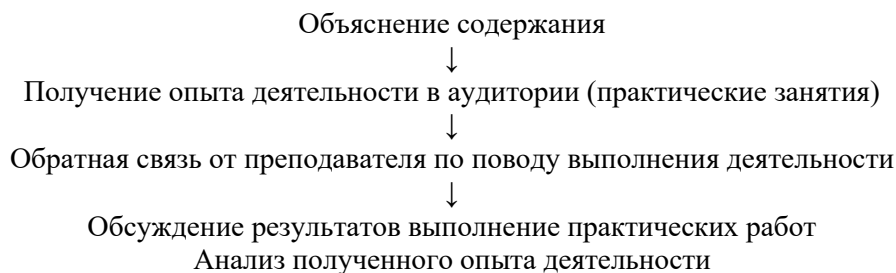 Объяснение содержания
↓
Получение опыта деятельности в аудитории (практические занятия)
↓
Обратная связь от преподавателя по поводу выполнения деятельности
↓
Обсуждение результатов выполнение практических работ
Анализ полученного опыта деятельности